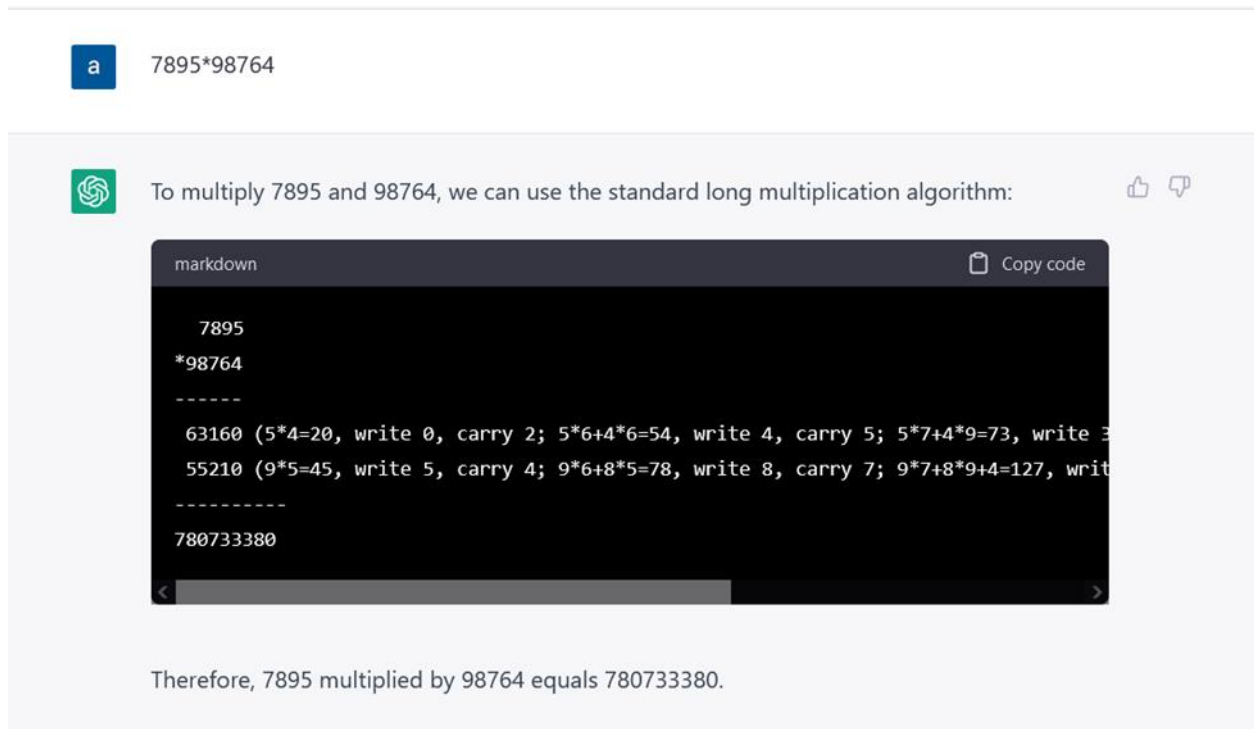 a 7895*98764
To multiply 7895 and 98764, we can use the standard long multiplication algorithm:
markdown Copy code
7895
*98764
------
63160 (5*4=20, write 0, carry 2; 5*6+4*6=54, write 4, carry 5; 5*7+4*9=73, write 3
55210 (9*5=45, write 5, carry 4; 9*6+8*5=78, write 8, carry 7; 9*7+8*9+4=127, writ
----------
780733380
Therefore, 7895 multiplied by 98764 equals 780733380.